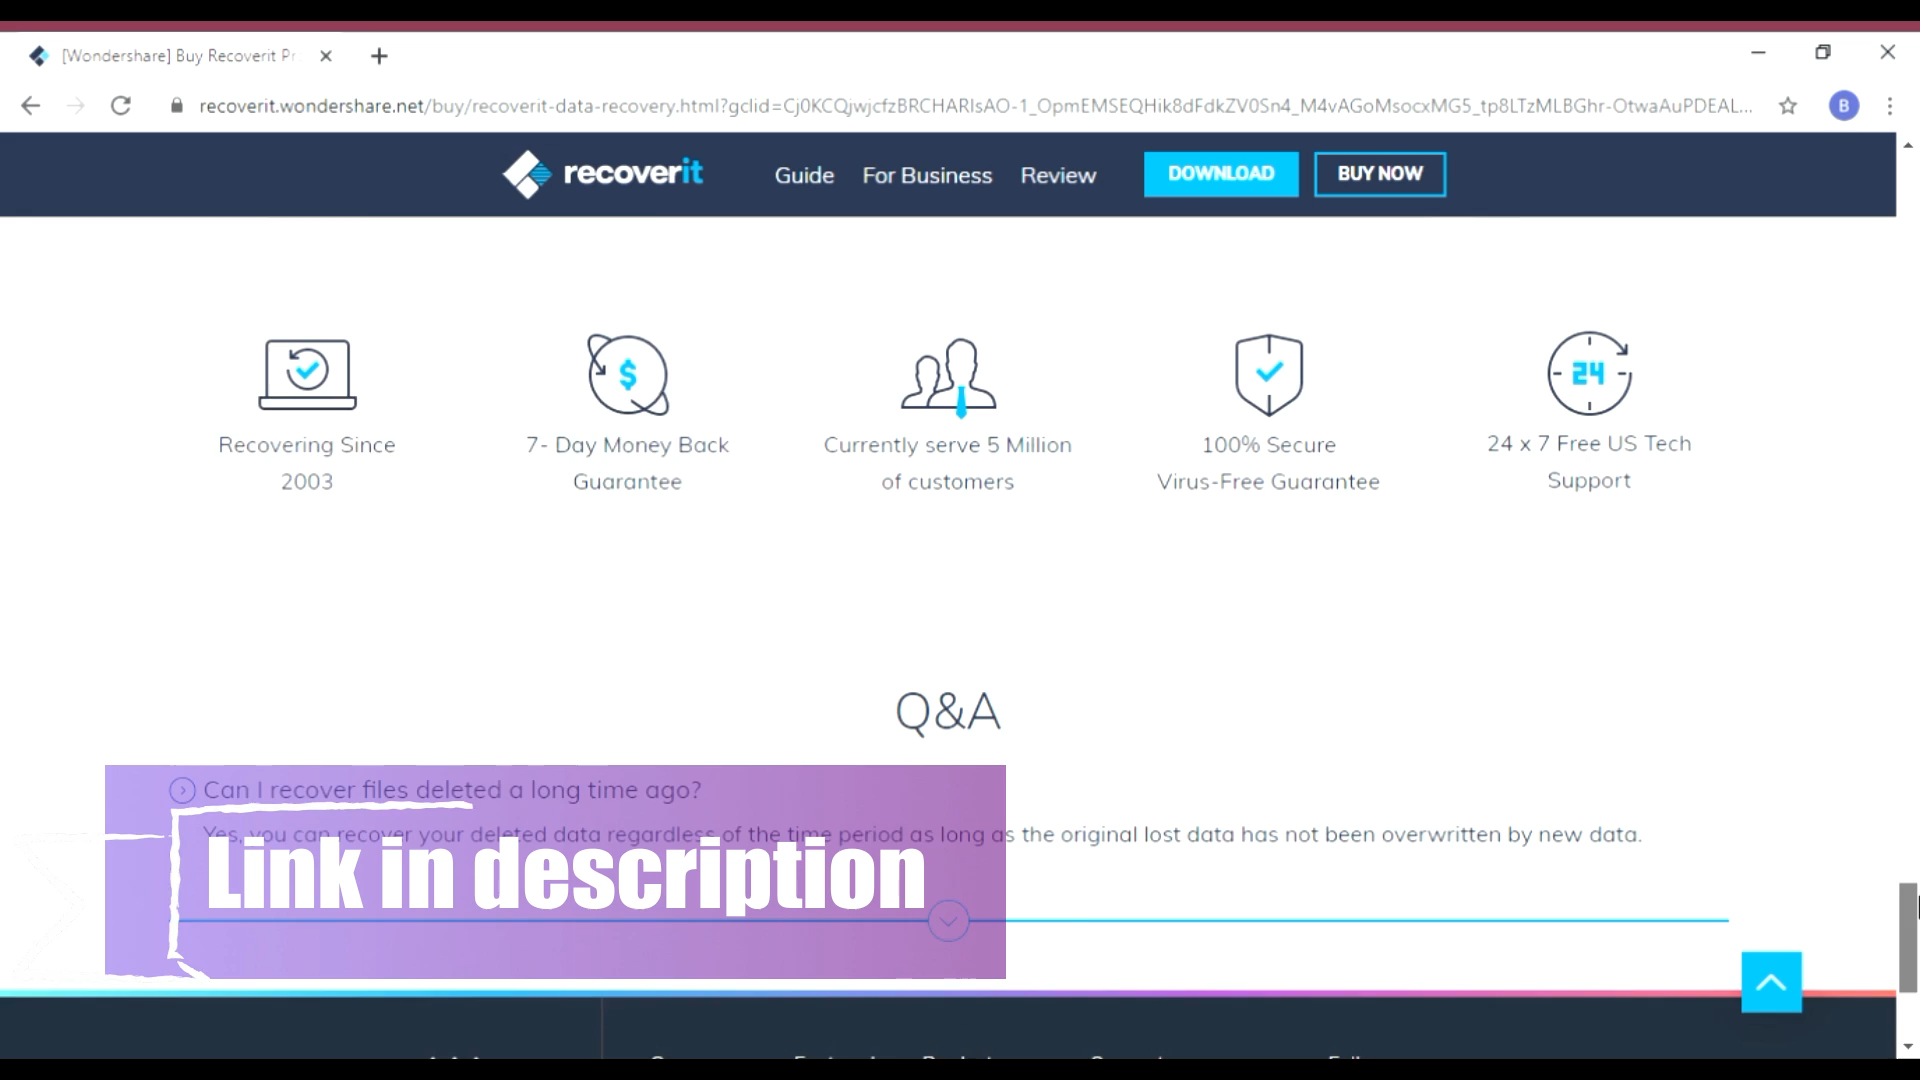 [Wondershare] Buy Recoverit Pr
recoverit.wondershare.net/buy/recoverit-data-recovery.html?gclid=Cj0KCQjwjcfzBRCHARIsAO-1_OpmEMSEQHik8dFdkZV0Sn4_M4vAGoMsocxMG5_tp8LTzMLBGhr-OtwaAuPDEAL...
B
recoverit Guide For Business Review DOWNLOAD BUY NOW
$
24
Recovering Since
2003
7- Day Money Back
Guarantee
Currently serve 5 Million
of customers
100% Secure
Virus-Free Guarantee
24 x 7 Free US Tech
Support
Q&A
Can I recover files deleted a long time ago?
Yes, you can recover your deleted data regardless of the time period as long as the original lost data has not been overwritten by new data.
Link in description